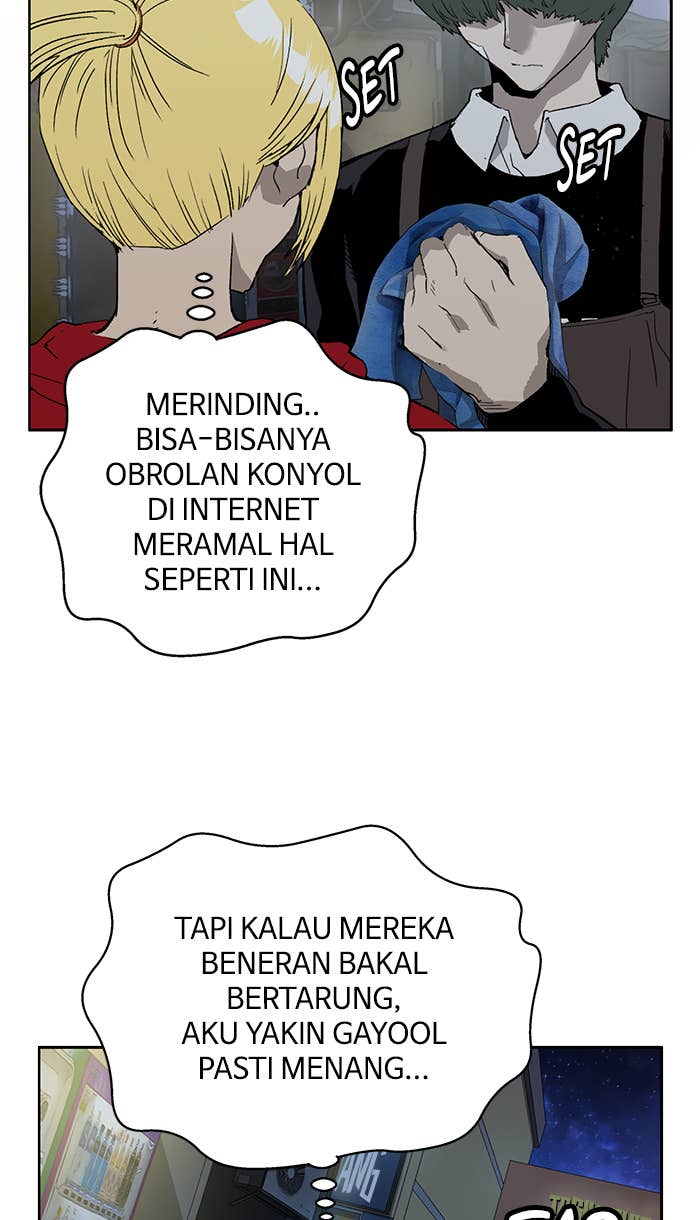 SET
SET
MERINDING..
BISA-BISANYA
OBROLAN KONYOL
DI INTERNET
MERAMAL HAL
SEPERTI INI...
TAPI KALAU MEREKA
BENERAN BAKAL
BERTARUNG,
AKU YAKIN GAYOOL
PASTI MENANG...
ANG